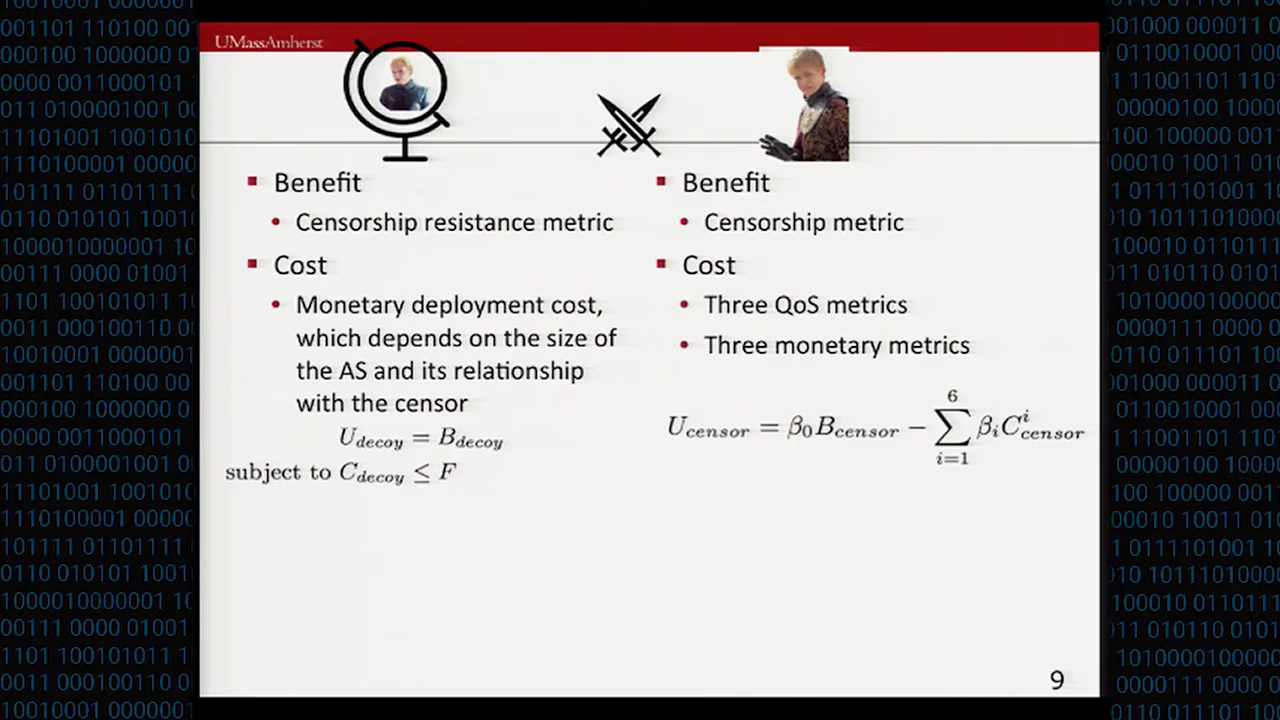 UMassAmherst
Benefit
Censorship resistance metric
Cost
Monetary deployment cost,
which depends on the size of
the AS and its relationship
with the censor
U_decoy = B_decoy
subject to C_decoy ≤ F
Benefit
Censorship metric
Cost
Three QoS metrics
Three monetary metrics
U_censor = β_0 B_censor − ∑_{i=1}^{6} β_i C^i_censor
9